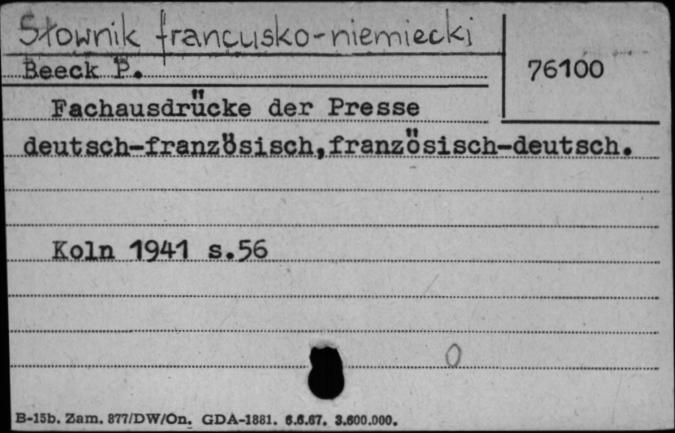 Słownik francusko-niemiecki
Beeck P.
76100
Fachausdrücke der Presse
deutsch-französisch,französisch-deutsch.
Koln 1941 s.56
0
B-15b. Zam. 877/DW/On. GDA-1881. 6.6.67. 3.600.000.